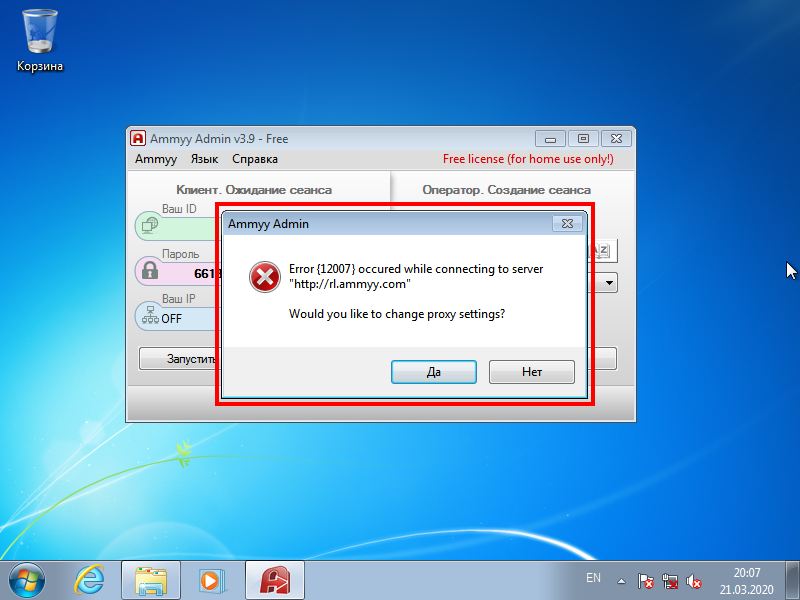 Корзина
Ammyy Admin v3.9 - Free
Ammyy Язык Справка
Free license (for home use only!)
Клиент. Ожидание сеанса
Оператор. Создание сеанса
Ваш ID
Пароль
661
Ваш IP
OFF
Запустить
AZ
Ammyy Admin
Error {12007} occured while connecting to server
"http://rl.ammyy.com"
Would you like to change proxy settings?
Да
Нет
EN
20:07
21.03.2020